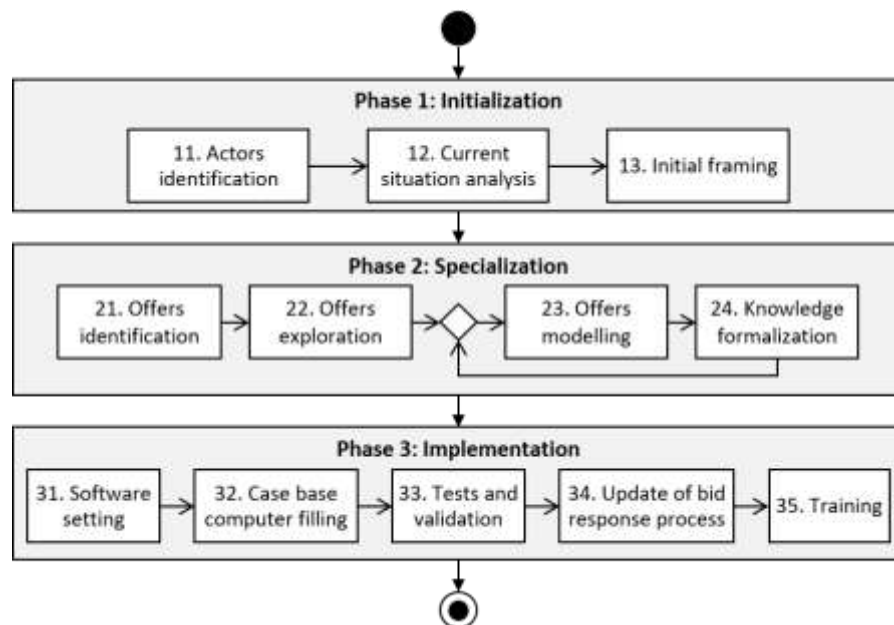 Phase 1: Initialization
11. Actors
identification
12. Current
situation analysis
13. Initial framing
Phase 2: Specialization
21. Offers
identification
22. Offers
exploration
23. Offers
modelling
24. Knowledge
formalization
Phase 3: Implementation
31. Software
setting
32. Case base
computer filling
33. Tests and
validation
34. Update of bid
response process
35. Training